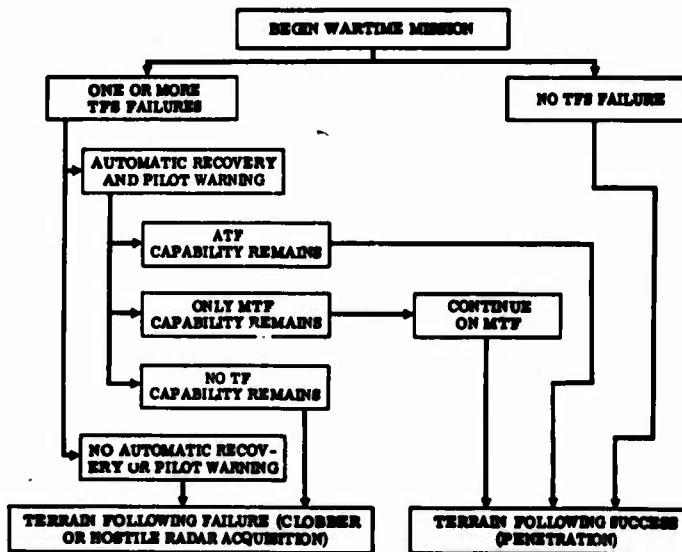 BEGIN WARTIME MISSION
ONE OR MORE
TFS FAILURES
NO TFS FAILURE
AUTOMATIC RECOVERY
AND PILOT WARNING
ATF
CAPABILITY REMAINS
ONLY MTF
CAPABILITY REMAINS
CONTINUE
ON MTF
NO TF
CAPABILITY REMAINS
NO AUTOMATIC RECOV-
ERY OR PILOT WARNING
TERRAIN FOLLOWING FAILURE (CLOBBER
OR HOSTILE RADAR ACQUISITION)
TERRAIN FOLLOWING SUCCESS
(PENETRATION)